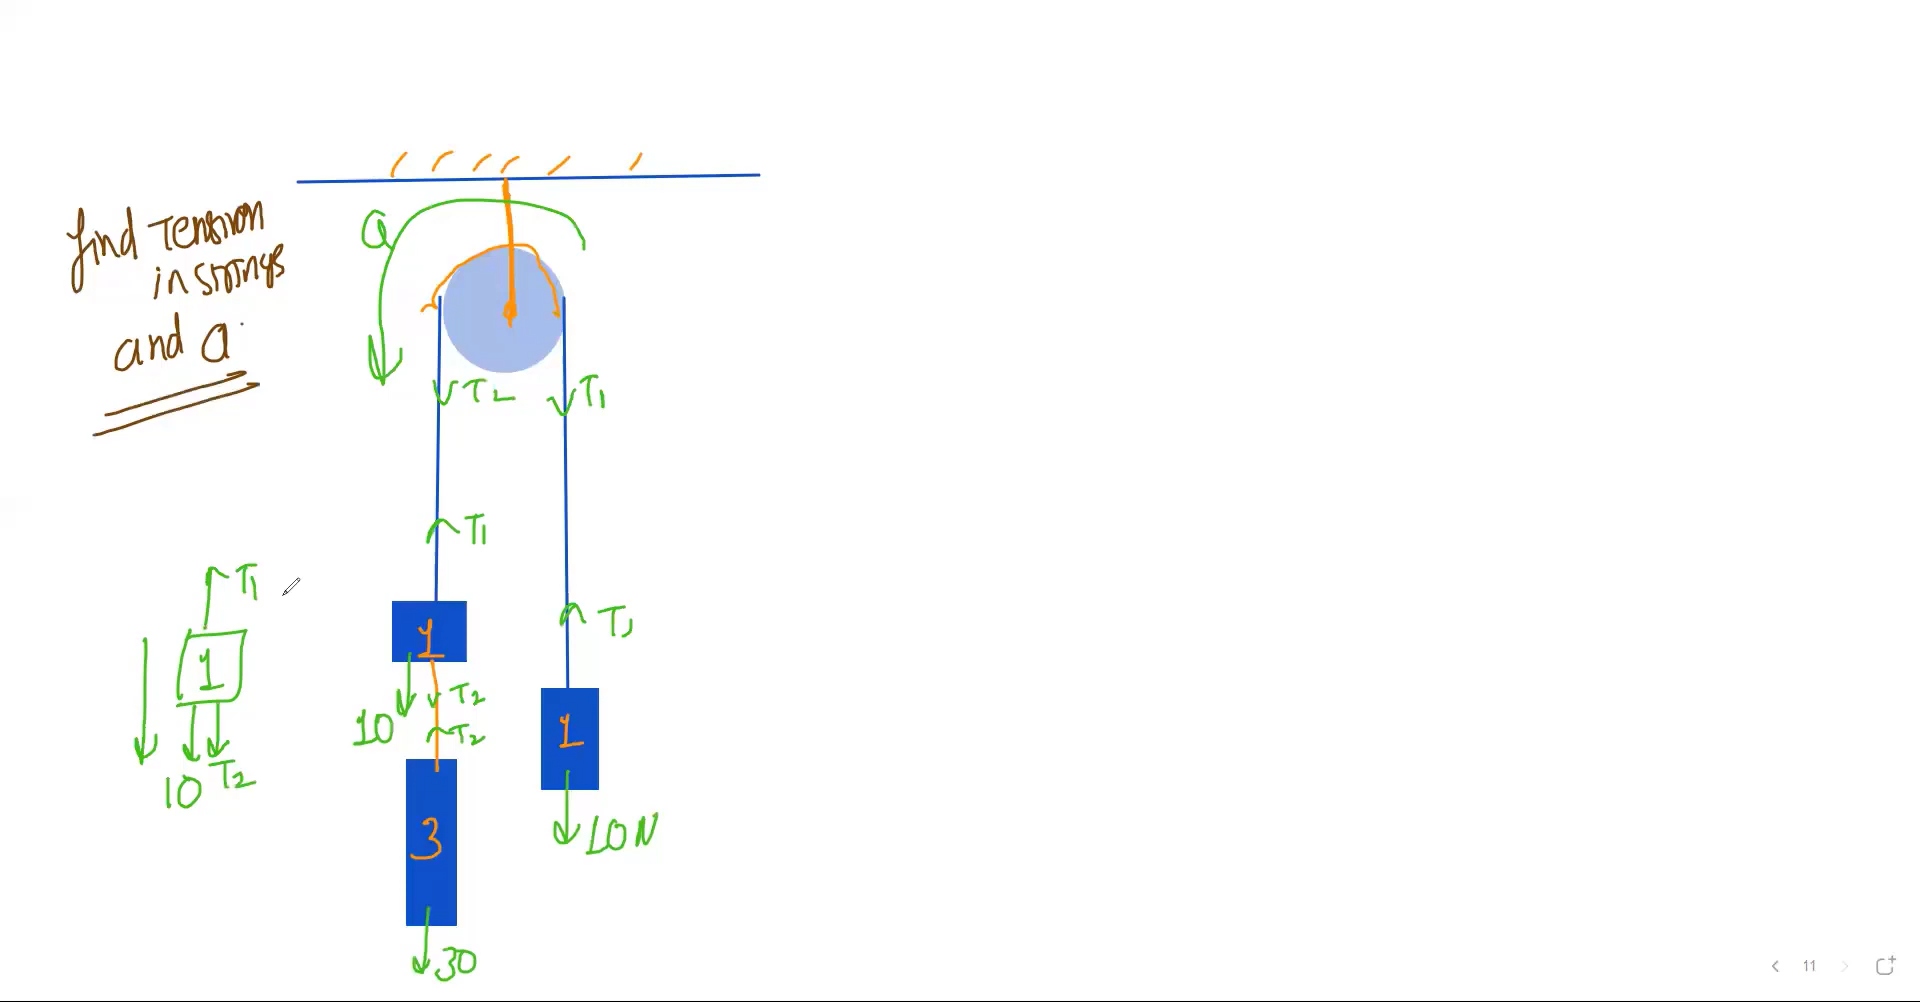 find Tension
in strings
and a
a
T2
T1
T1
T1
T1
1
1
10
T2
T2
10
T2
1
3
10N
30
11